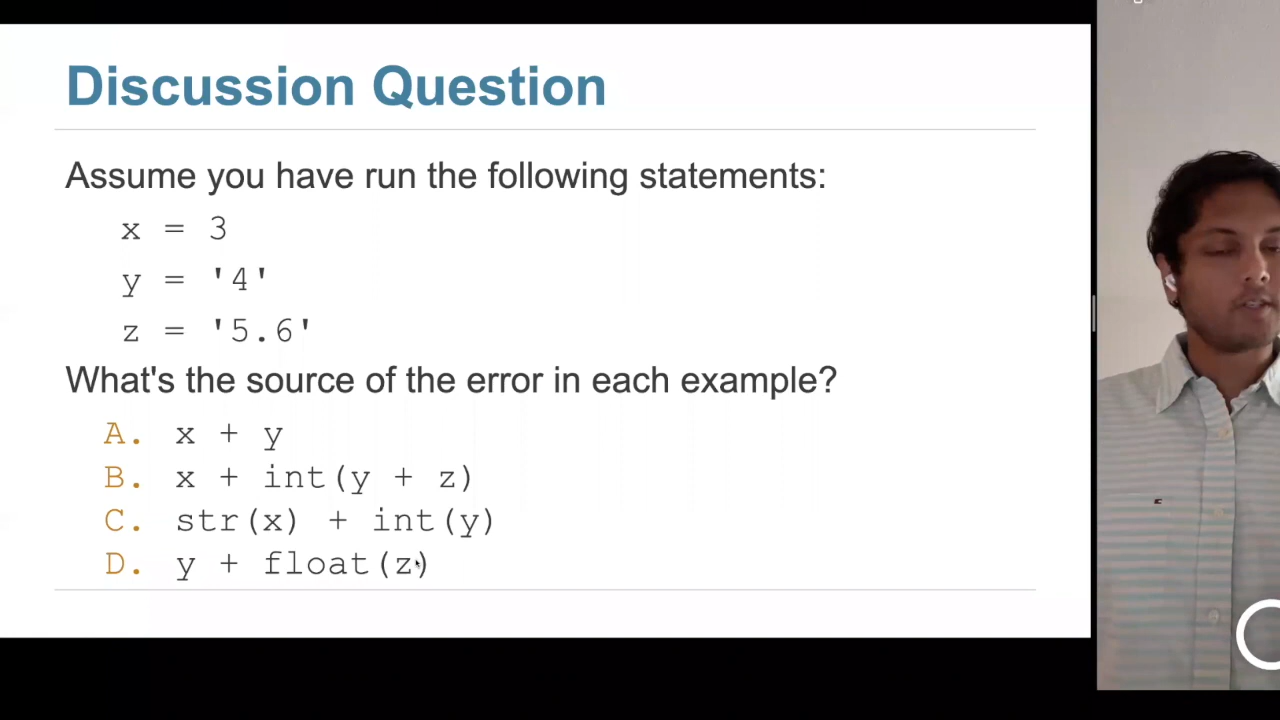 Discussion Question
Assume you have run the following statements:
x = 3
y = '4'
z = '5.6'
What's the source of the error in each example?
A. x + y
B. x + int(y + z)
C. str(x) + int(y)
D. y + float(z)